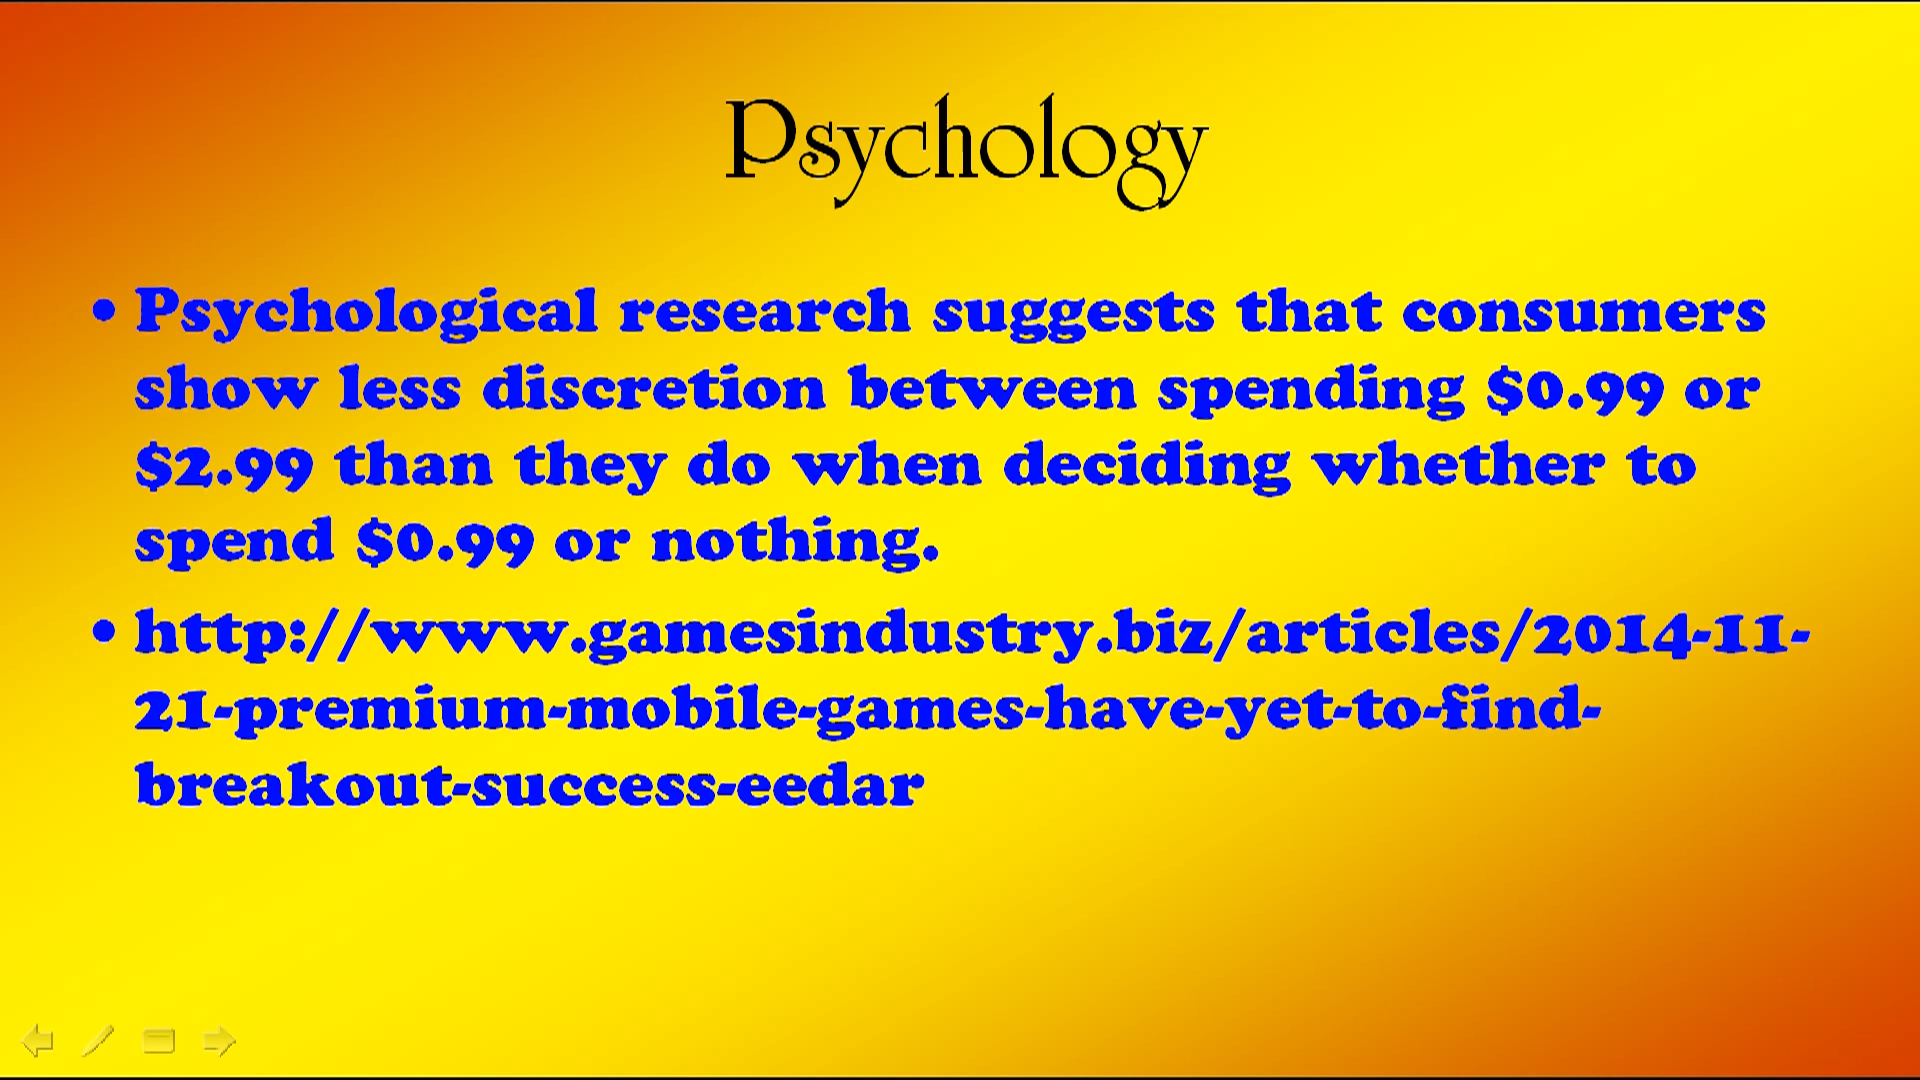 Psychology
• Psychological research suggests that consumers
show less discretion between spending $0.99 or
$2.99 than they do when deciding whether to
spend $0.99 or nothing.
• http://www.gamesindustry.biz/articles/2014-11-
21-premium-mobile-games-have-yet-to-find-
breakout-success-eedar